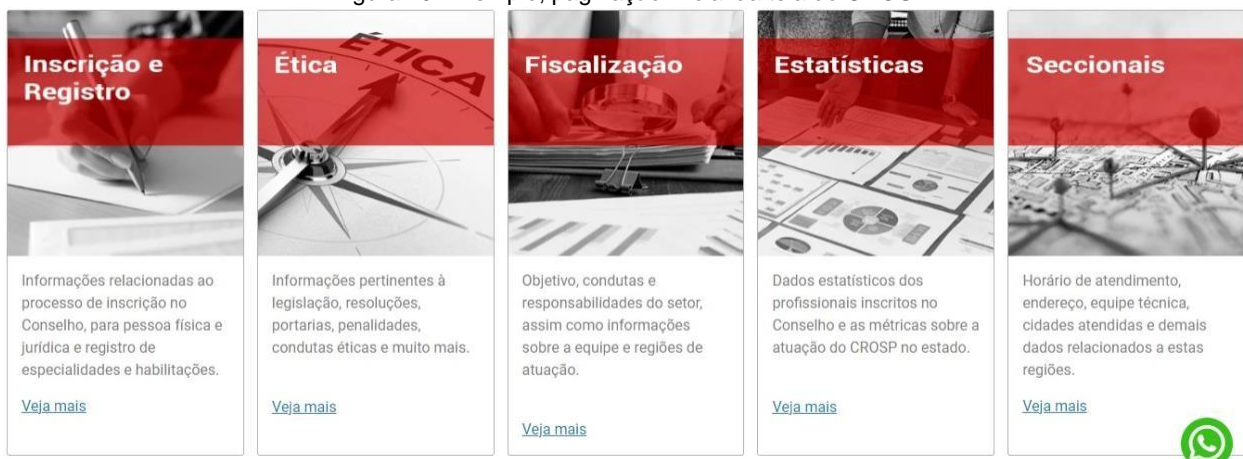 Inscrição e
Registro
Informações relacionadas ao
processo de inscrição no
Conselho, para pessoa física e
jurídica e registro de
especialidades e habilitações.
Veja mais
Ética
ÉTICA
Informações pertinentes à
legislação, resoluções,
portarias, penalidades,
condutas éticas e muito mais.
Veja mais
Fiscalização
Objetivo, condutas e
responsabilidades do setor,
assim como informações
sobre a equipe e regiões de
atuação.
Veja mais
Estatísticas
Dados estatísticos dos
profissionais inscritos no
Conselho e as métricas sobre a
atuação do CROSP no estado.
Veja mais
Seccionais
Horário de atendimento,
endereço, equipe técnica,
cidades atendidas e demais
dados relacionados a estas
regiões.
Veja mais